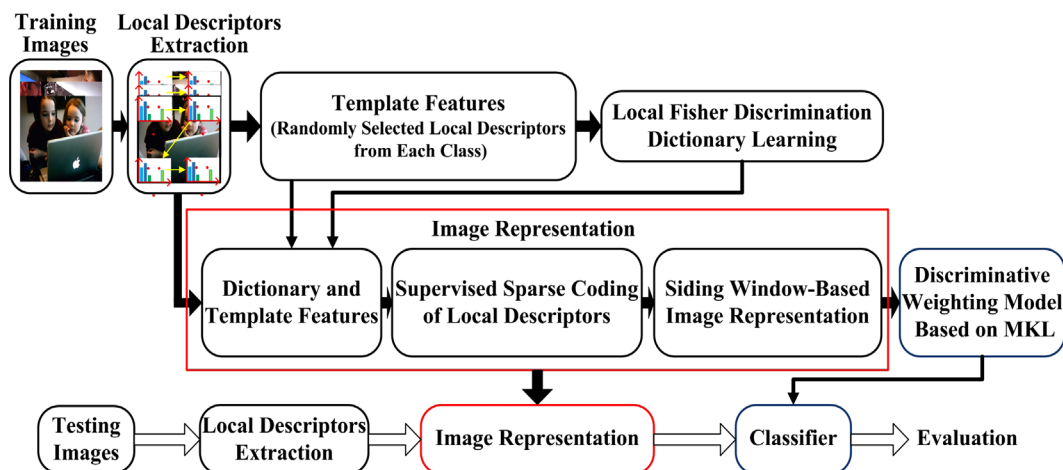 Training
Images
Local Descriptors
Extraction
Template Features
(Randomly Selected Local Descriptors
from Each Class)
Local Fisher Discrimination
Dictionary Learning
Image Representation
Dictionary and
Template Features
Supervised Sparse Coding
of Local Descriptors
Siding Window-Based
Image Representation
Discriminative
Weighting Model
Based on MKL
Testing
Images
Local Descriptors
Extraction
Image Representation
Classifier
Evaluation